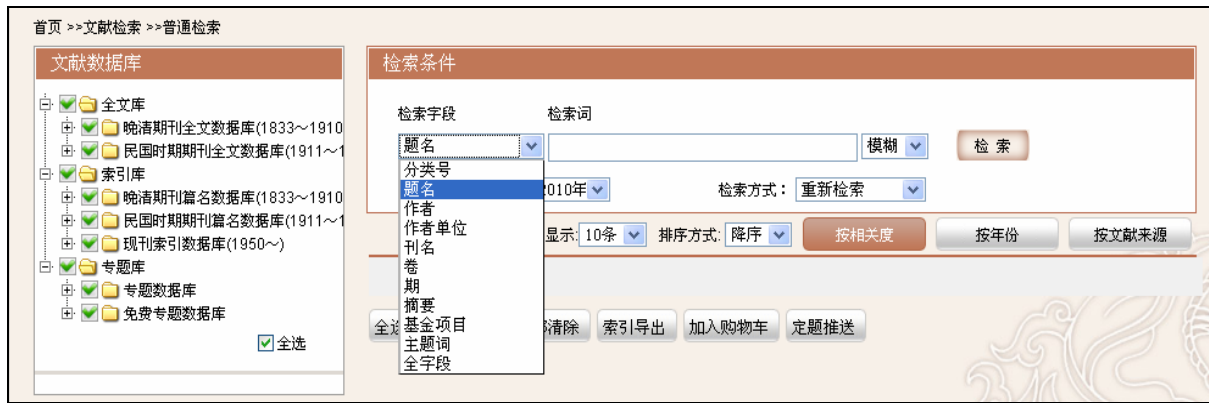 首页 >>文献检索 >>普通检索
文献数据库
全文库
晚清期刊全文数据库(1833～1910
民国时期期刊全文数据库(1911～1
索引库
晚清期刊篇名数据库(1833～1910
民国时期期刊篇名数据库(1911～1
现刊索引数据库(1950～)
专题库
专题数据库
免费专题数据库
全选
检索条件
检索字段 检索词
题名 模糊 检 索
分类号
题名
作者
作者单位
刊名
卷
期
摘要
基金项目
主题词
全字段
2010年 检索方式： 重新检索
显示: 10条 排序方式: 降序 按相关度 按年份 按文献来源
清除 索引导出 加入购物车 定题推送